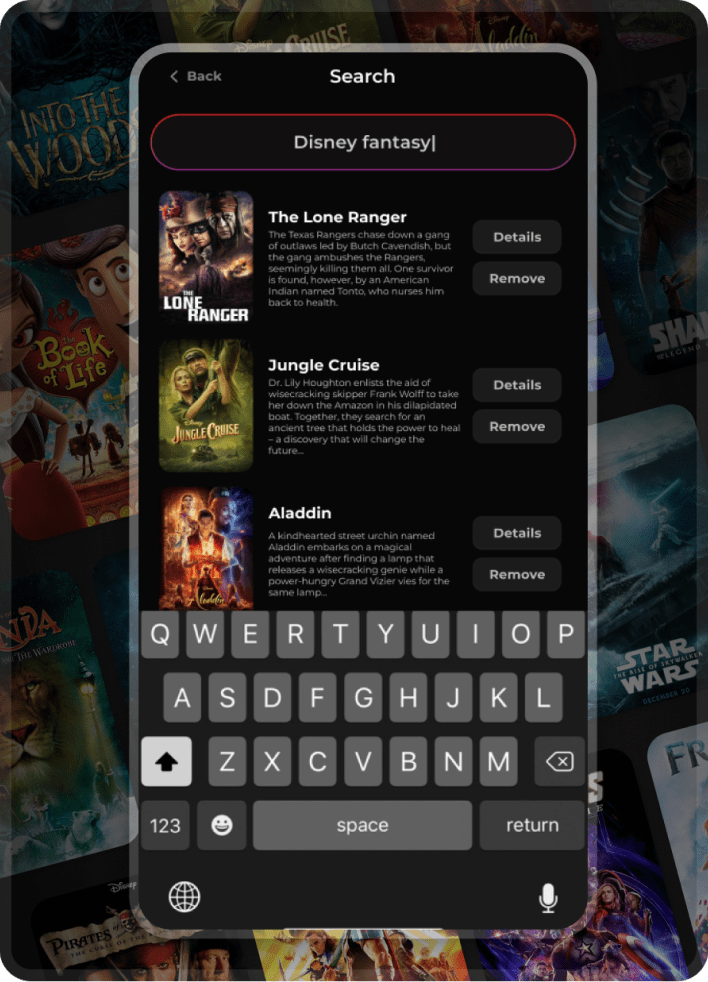 Disney
CRUISE
Disney
Aladdin
INTO THE
WOODS
Back
Search
Disney fantasy
The Lone Ranger
The Texas Rangers chase down a gang
of outlaws led by Butch Cavendish, but
the gang ambushes the Rangers,
seemingly killing them all. One survivor
is found, however, by an American
Indian named Tonto, who nurses him
back to health.
Details
Remove
THE
LONE
RANGER
The
Book
of Life
SHA
Jungle Cruise
Dr. Lily Houghton enlists the aid of
wisecracking skipper Frank Wolff to take
her down the Amazon in his dilapidated
boat. Together, they search for an
ancient tree that holds the power to heal
– a discovery that will change the
future...
Details
Remove
Disney
JUNGLE CRUISE
Aladdin
A kindhearted street urchin named
Aladdin embarks on a magical
adventure after finding a lamp that
releases a wisecracking genie while a
power-hungry Grand Vizier vies for the
same lamp...
Details
Remove
Disney
Aladdin
NIA
THE WARDROBE
STAR
THE RISE OF SKYWALKER
WARS
DECEMBER 20
Q W E R T Y U I O P
A S D F G H J K L
Z X C V B N M
123 space return
FR
Disney
PIRATES of